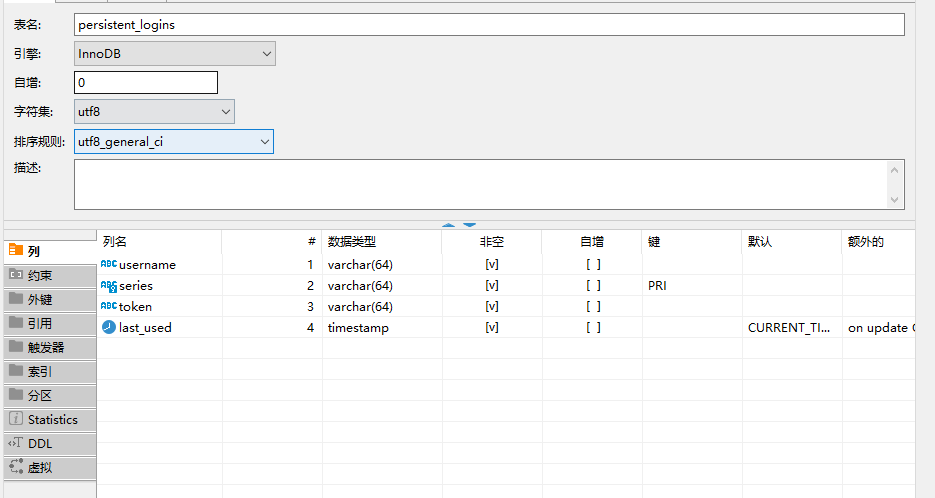 表名: persistent_logins
引擎: InnoDB
自增: 0
字符集: utf8
排序规则: utf8_general_ci
描述:
列
约束
外键
引用
触发器
索引
分区
Statistics
DDL
虚拟
列名 # 数据类型 非空 自增 键 默认 额外的
ABC username 1 varchar(64) [v] [ ]
ABC series 2 varchar(64) [v] [ ] PRI
ABC token 3 varchar(64) [v] [ ]
last_used 4 timestamp [v] [ ] CURRENT_TI... on update